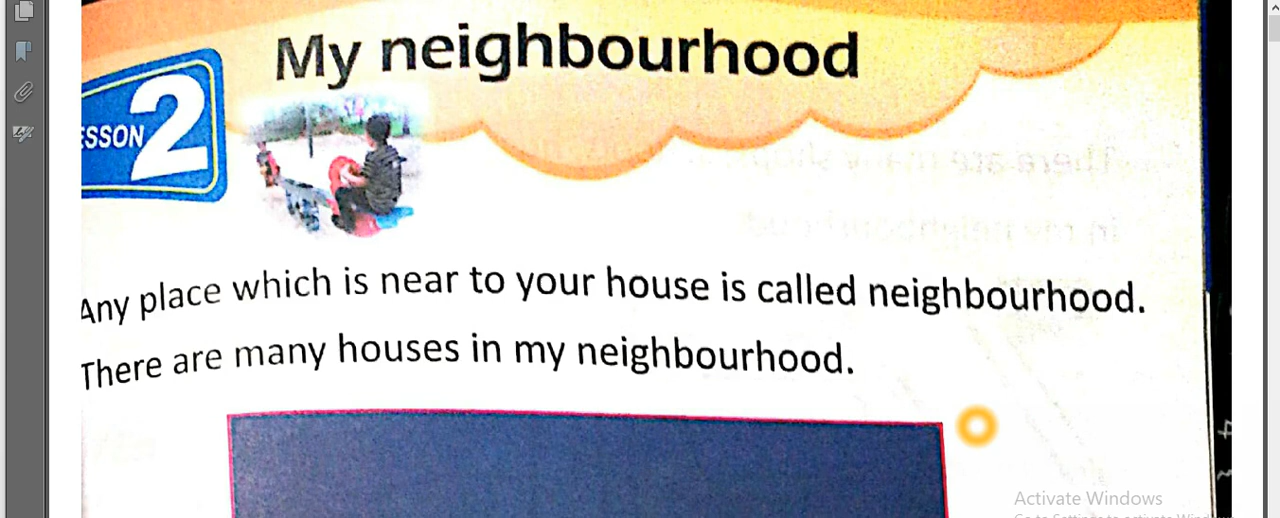 My neighbourhood
ESSON 2
Any place which is near to your house is called neighbourhood.
There are many houses in my neighbourhood.
Activate Windows